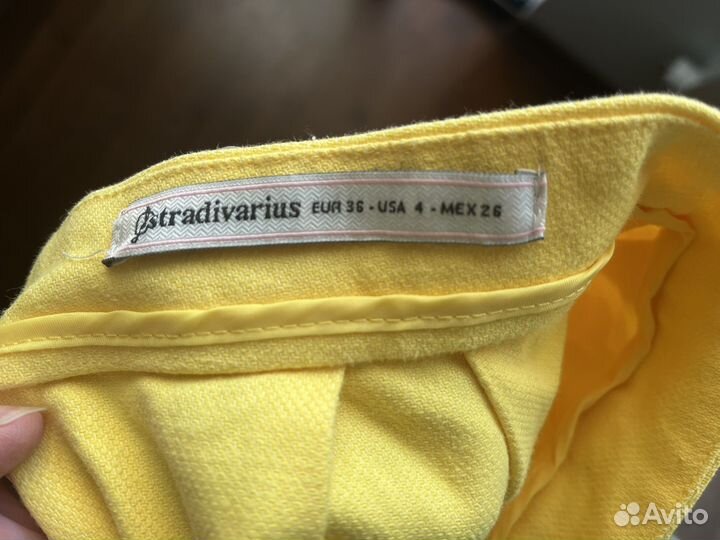 stradivarius EUR 36 - USA 4 - MEX 26
Avito